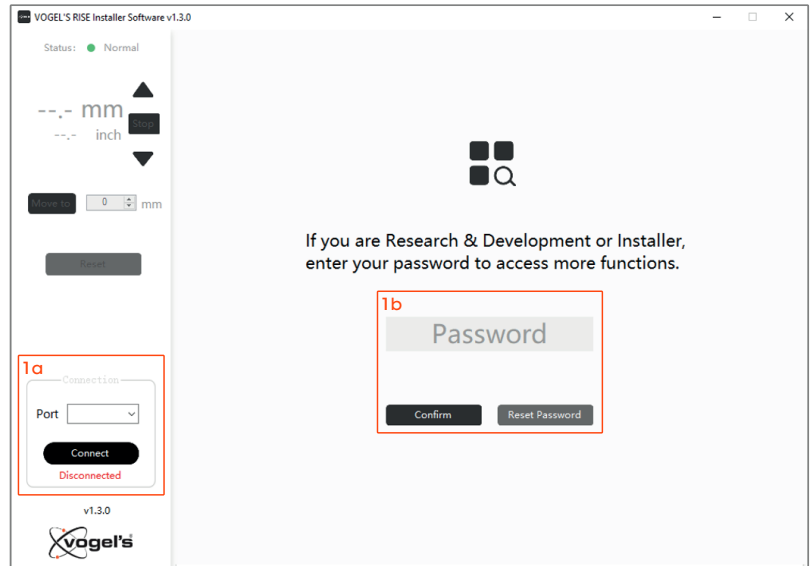 VOGEL'S RISE Installer Software v1.3.0
Status: Normal
--.- mm
Stop
--.- inch
Move to 0 mm
Reset
If you are Research & Development or Installer,
enter your password to access more functions.
1b
Password
Confirm Reset Password
1a
Connection
Port
Connect
Disconnected
v1.3.0
vogel's